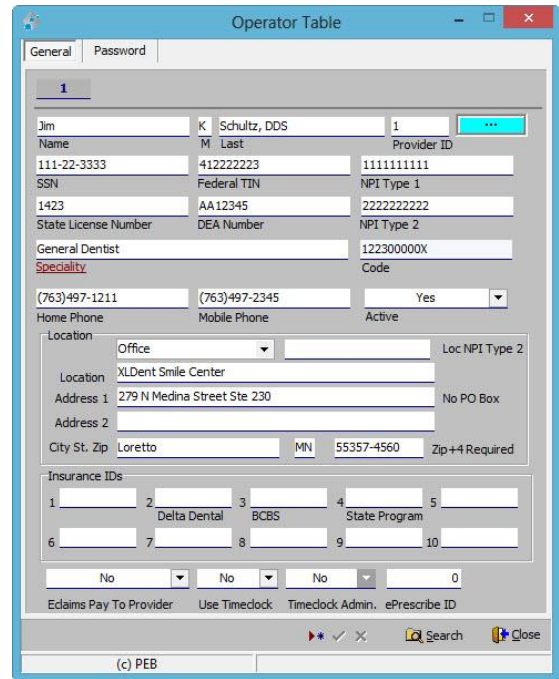 Operator Table
General Password
1
Jim K Schultz, DDS 1 ...
Name M Last Provider ID
111-22-3333 412222223 1111111111
SSN Federal TIN NPI Type 1
1423 AA12345 2222222222
State License Number DEA Number NPI Type 2
General Dentist 122300000X
Speciality Code
(763)497-1211 (763)497-2345 Yes
Home Phone Mobile Phone Active
Location
Office Loc NPI Type 2
Location XLDent Smile Center
Address 1 279 N Medina Street Ste 230 No PO Box
Address 2
City St. Zip Loretto MN 55357-4560 Zip+4 Required
Insurance IDs
1 2 3 4 5
Delta Dental BCBS State Program
6 7 8 9 10
No No No 0
Eclaims Pay To Provider Use Timeclock Timeclock Admin. ePrescribe ID
Search Close
(c) PEB